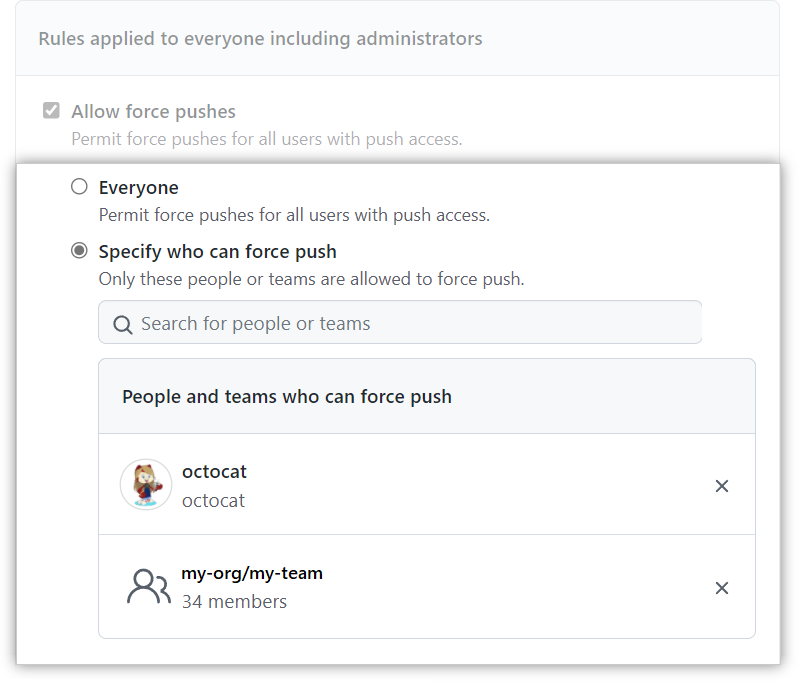 Rules applied to everyone including administrators
Allow force pushes
Permit force pushes for all users with push access.
Everyone
Permit force pushes for all users with push access.
Specify who can force push
Only these people or teams are allowed to force push.
Search for people or teams
People and teams who can force push
octocat
octocat
my-org/my-team
34 members